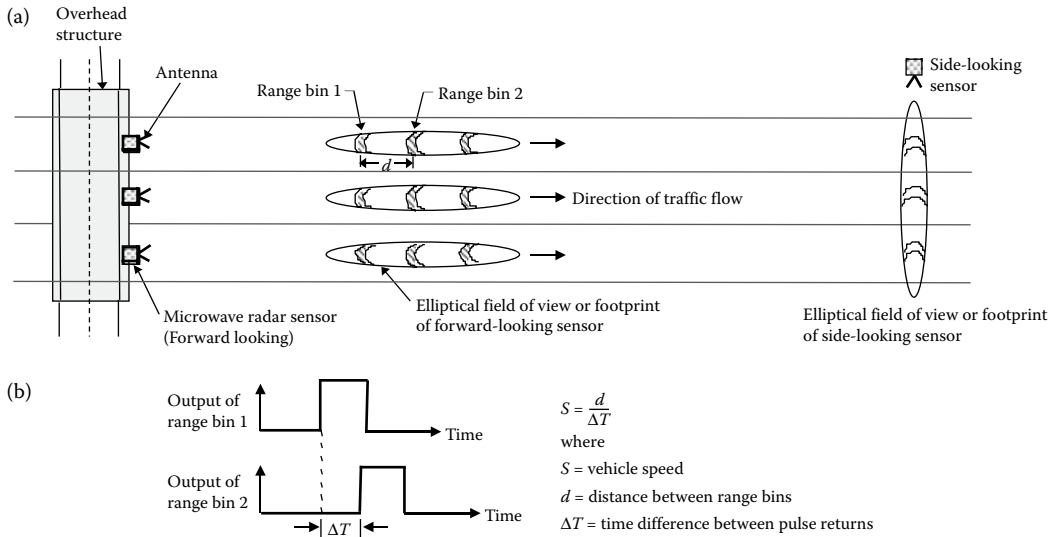 (a)
Overhead
structure
Antenna
Range bin 1
Range bin 2
Side-looking
sensor
d
Direction of traffic flow
Microwave radar sensor
(Forward looking)
Elliptical field of view or footprint
of forward-looking sensor
Elliptical field of view or footprint
of side-looking sensor
(b)
Output of
range bin 1
Time
Output of
range bin 2
Time
ΔT
S = d/ΔT
where
S = vehicle speed
d = distance between range bins
ΔT = time difference between pulse returns